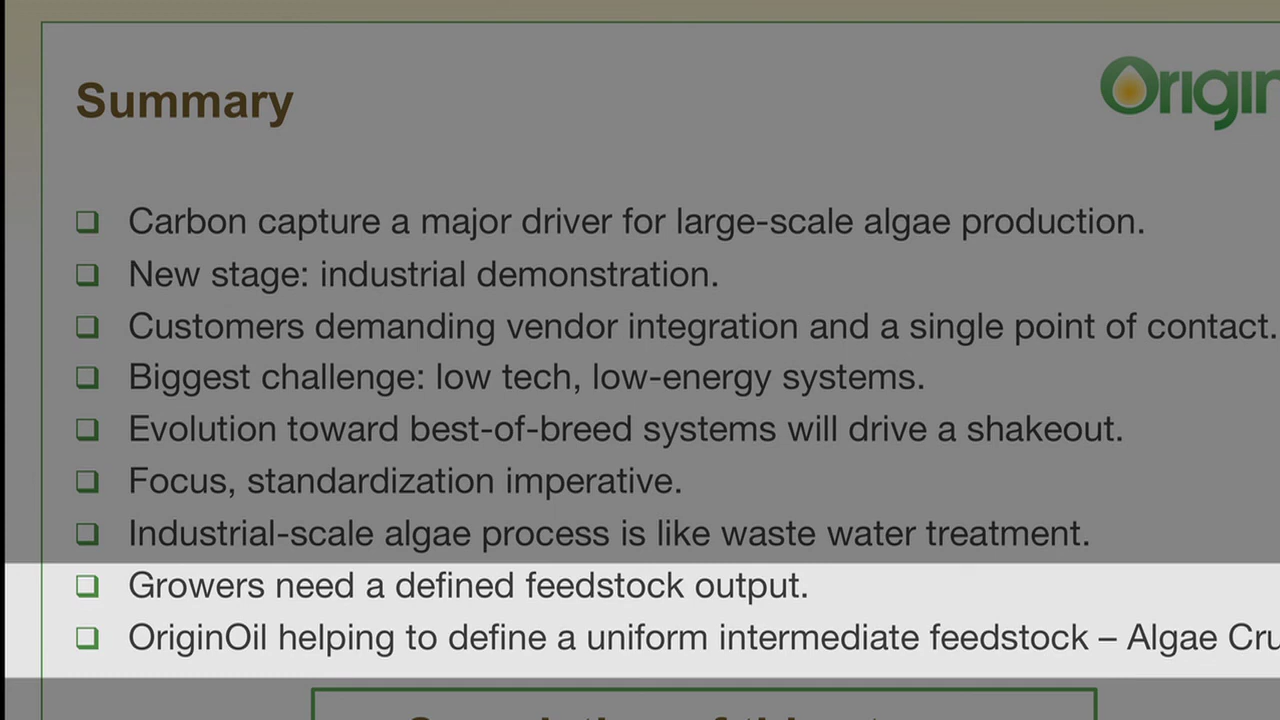 Summary
Origin
Carbon capture a major driver for large-scale algae production.
New stage: industrial demonstration.
Customers demanding vendor integration and a single point of contact.
Biggest challenge: low tech, low-energy systems.
Evolution toward best-of-breed systems will drive a shakeout.
Focus, standardization imperative.
Industrial-scale algae process is like waste water treatment.
Growers need a defined feedstock output.
OriginOil helping to define a uniform intermediate feedstock – Algae Cru